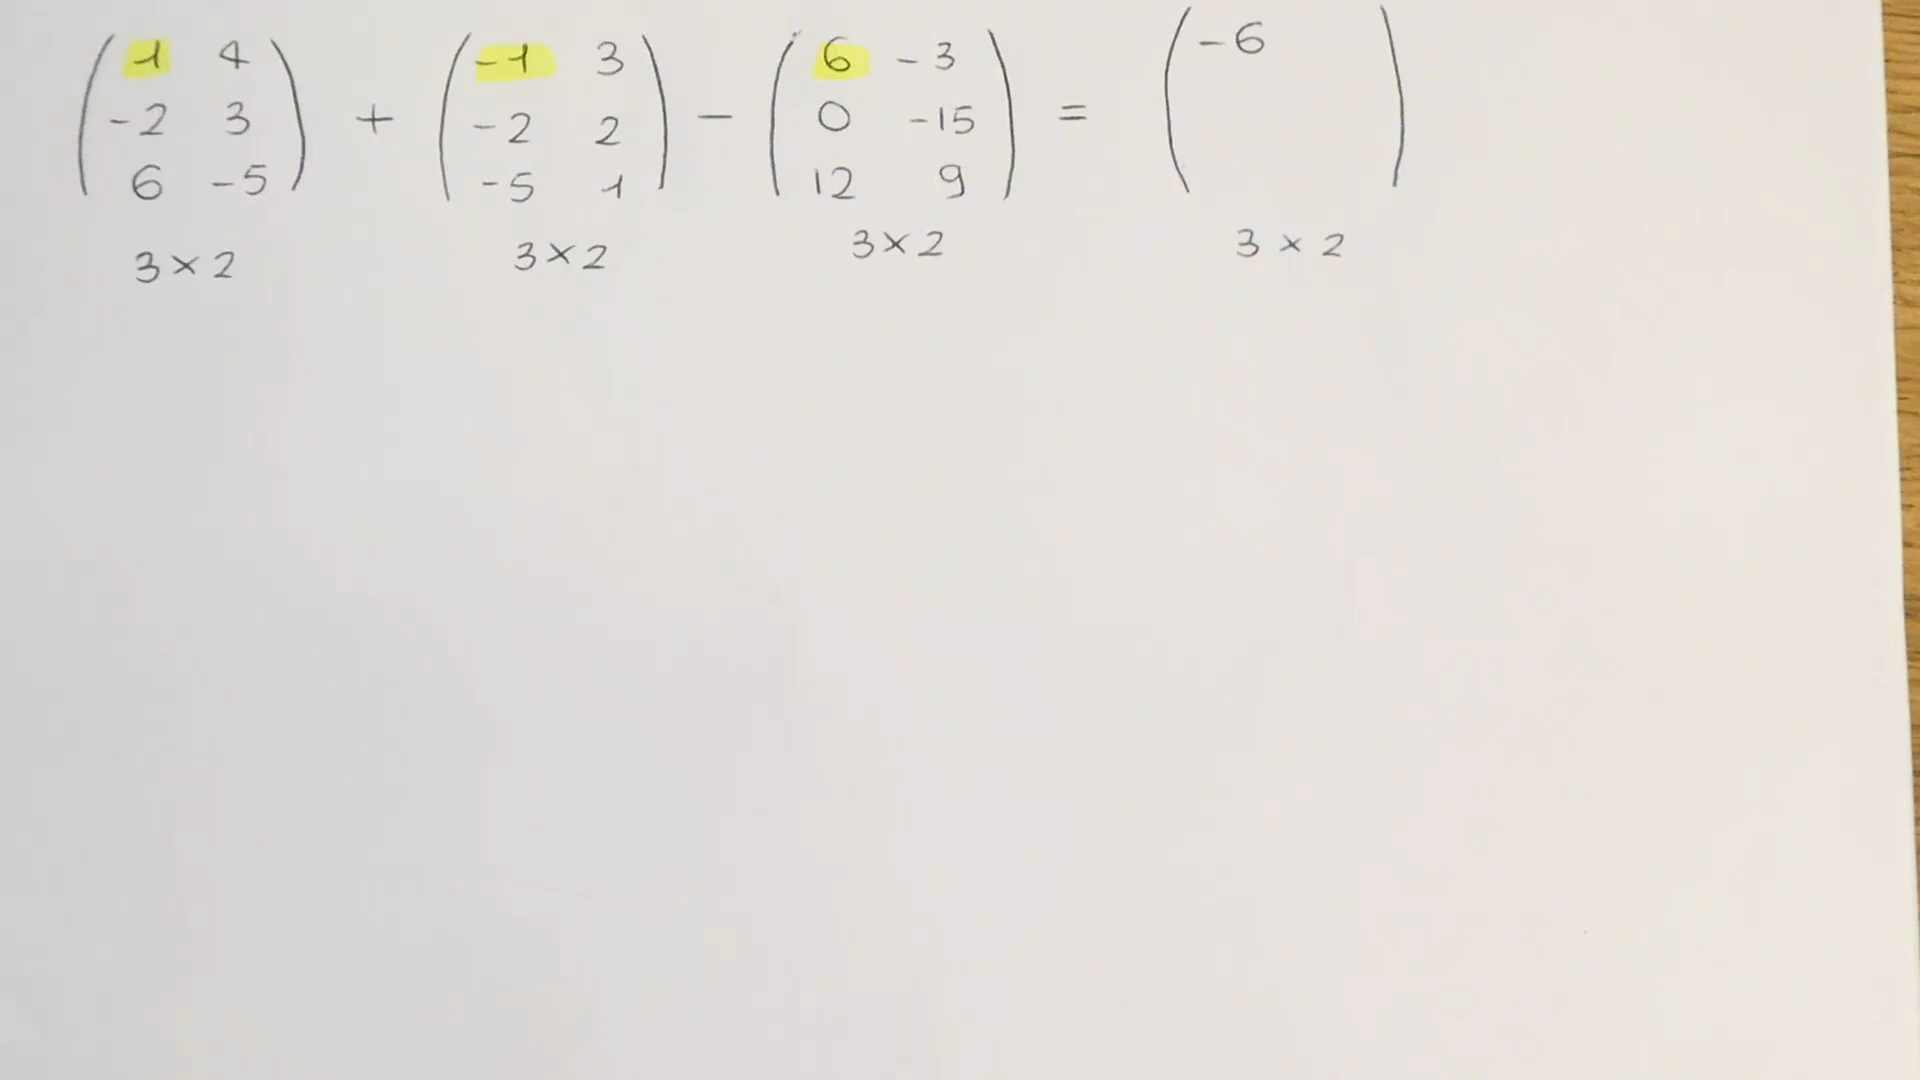 1 4 + -1 3 - 6 -3 = -6
-2 3 -2 2 0 -15
6 -5 -5 1 12 9
3 × 2 3 × 2 3 × 2 3 × 2